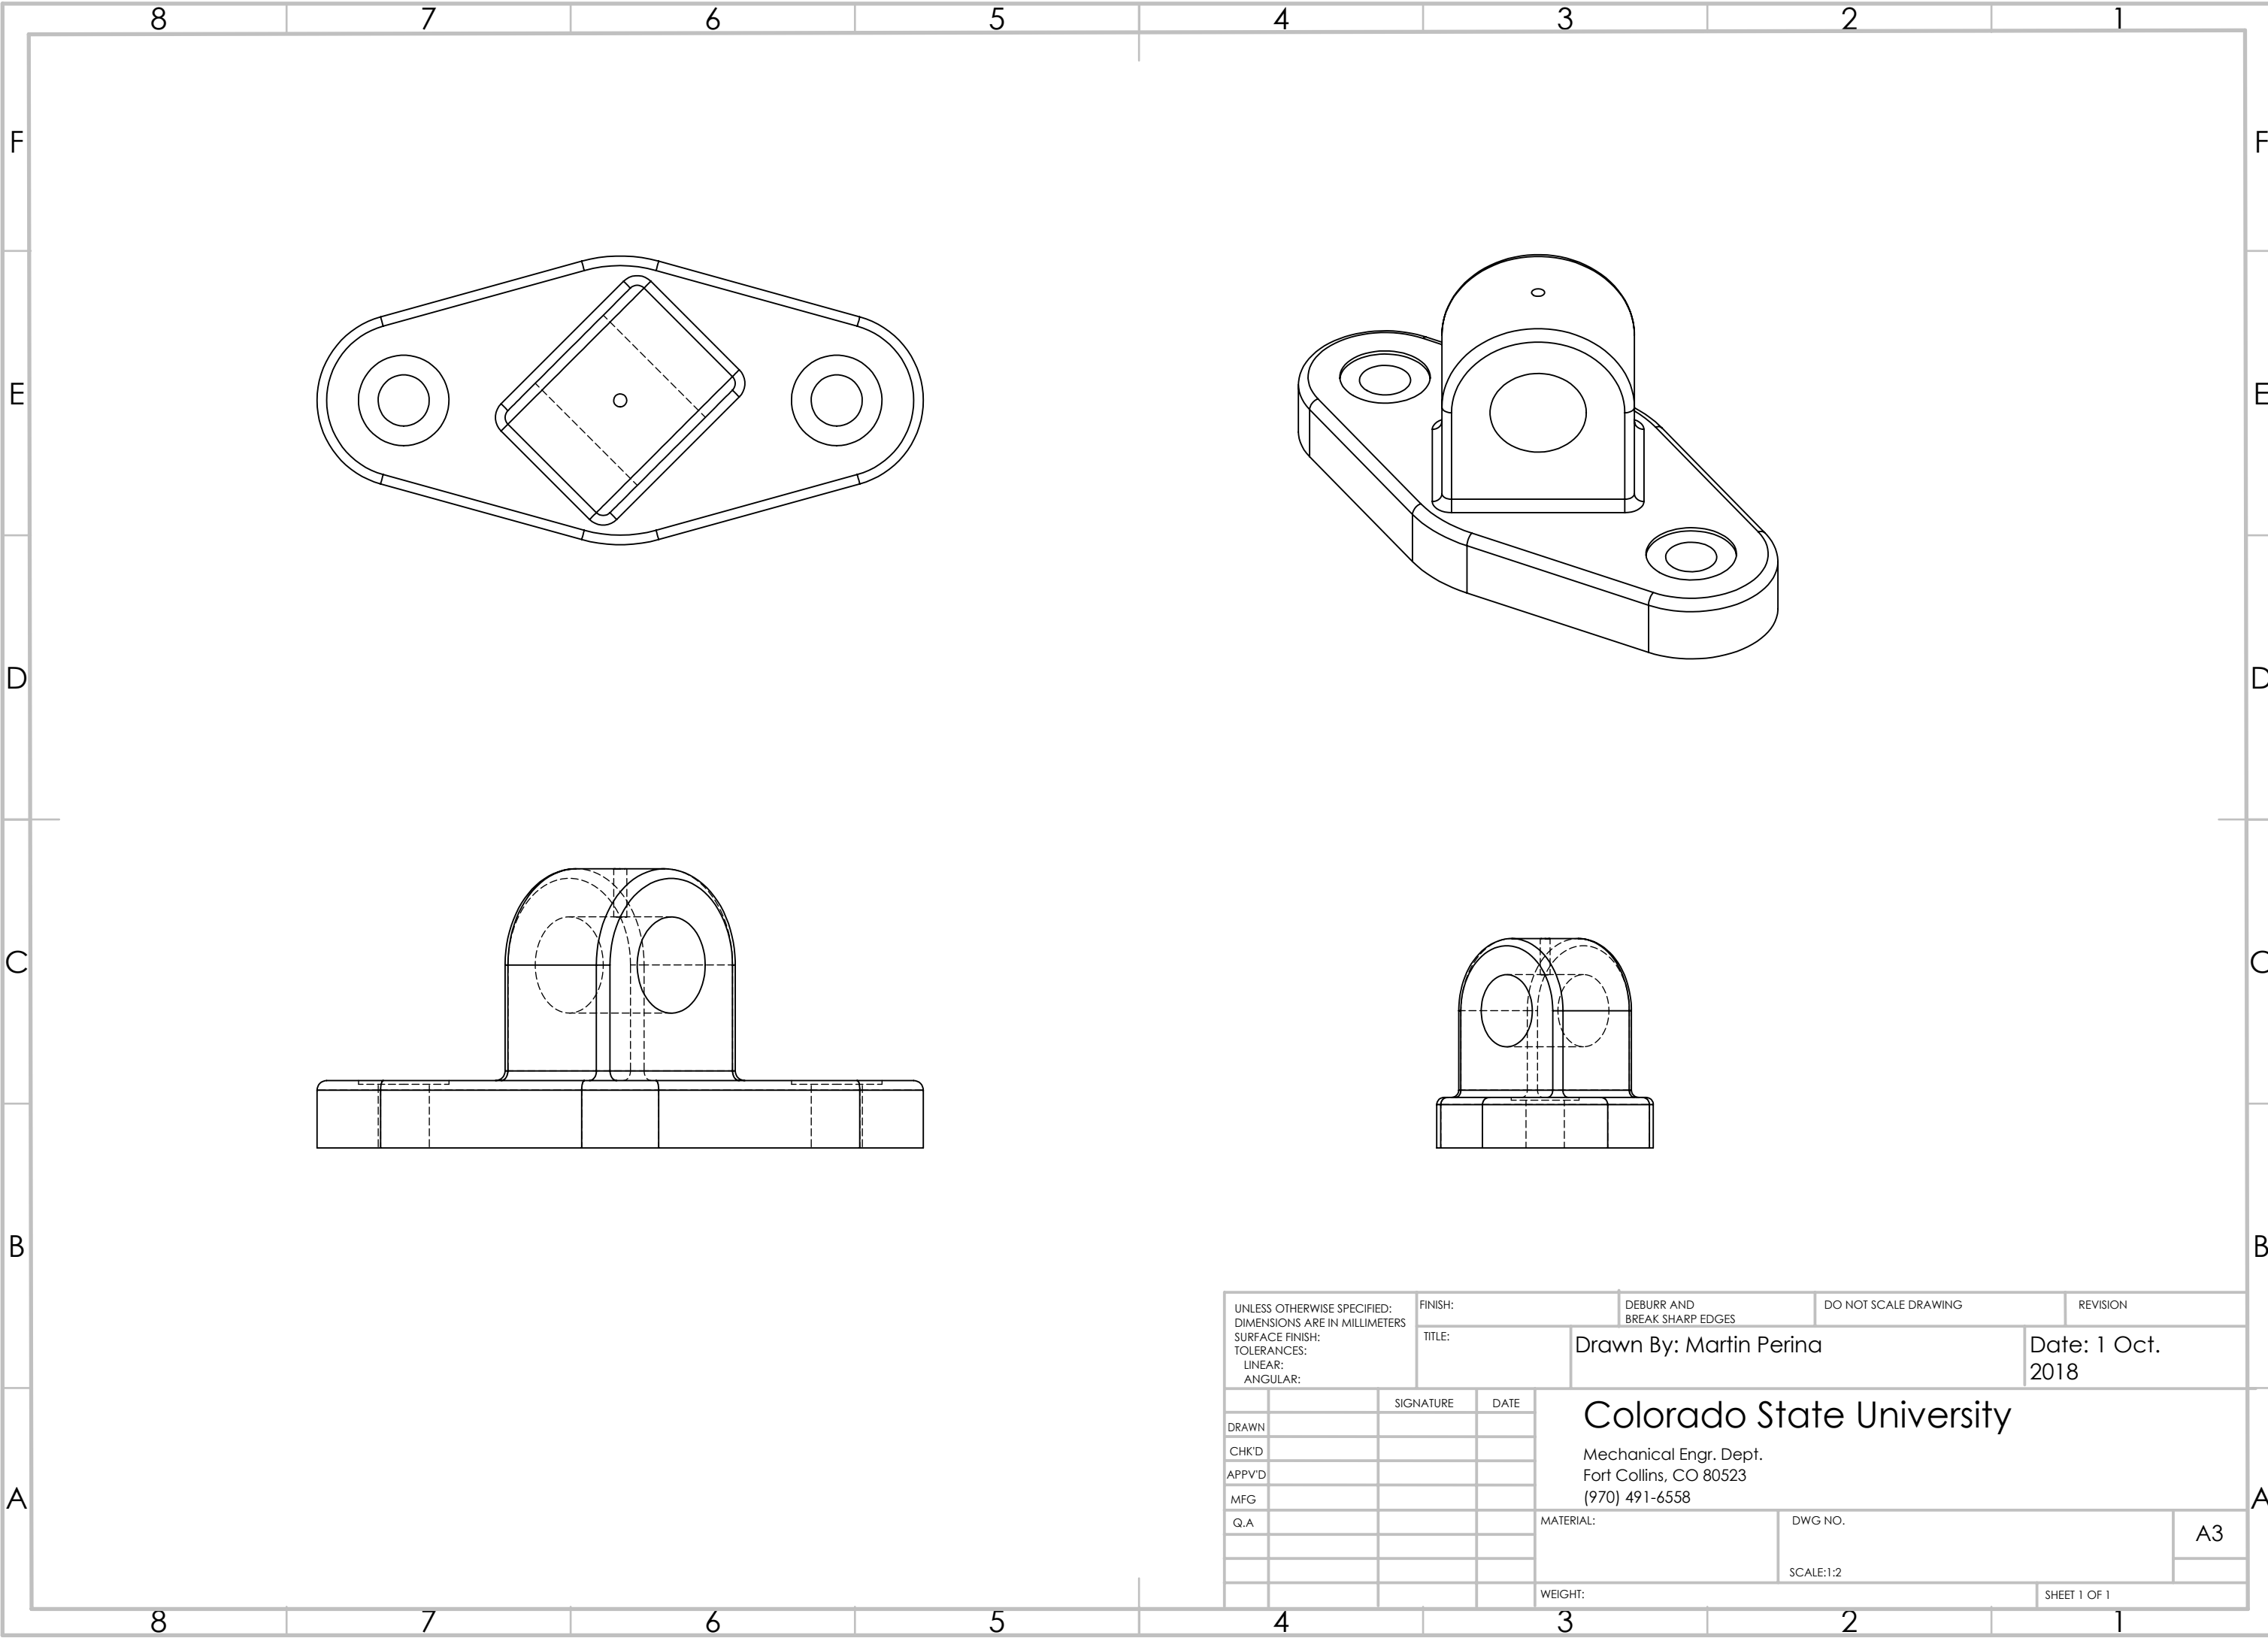 8 7 6 5 4 3 2 1
F F
E E
D D
C C
B B
A A
UNLESS OTHERWISE SPECIFIED:
DIMENSIONS ARE IN MILLIMETERS
SURFACE FINISH:
TOLERANCES:
LINEAR:
ANGULAR:
FINISH:
DEBURR AND
BREAK SHARP EDGES
DO NOT SCALE DRAWING
REVISION
TITLE:
Drawn By: Martin Perina
Date: 1 Oct.
2018
SIGNATURE
DATE
DRAWN
CHK'D
APPV'D
MFG
Q.A
Colorado State University
Mechanical Engr. Dept.
Fort Collins, CO 80523
(970) 491-6558
MATERIAL:
DWG NO.
A3
SCALE:1:2
WEIGHT:
SHEET 1 OF 1
8 7 6 5 4 3 2 1